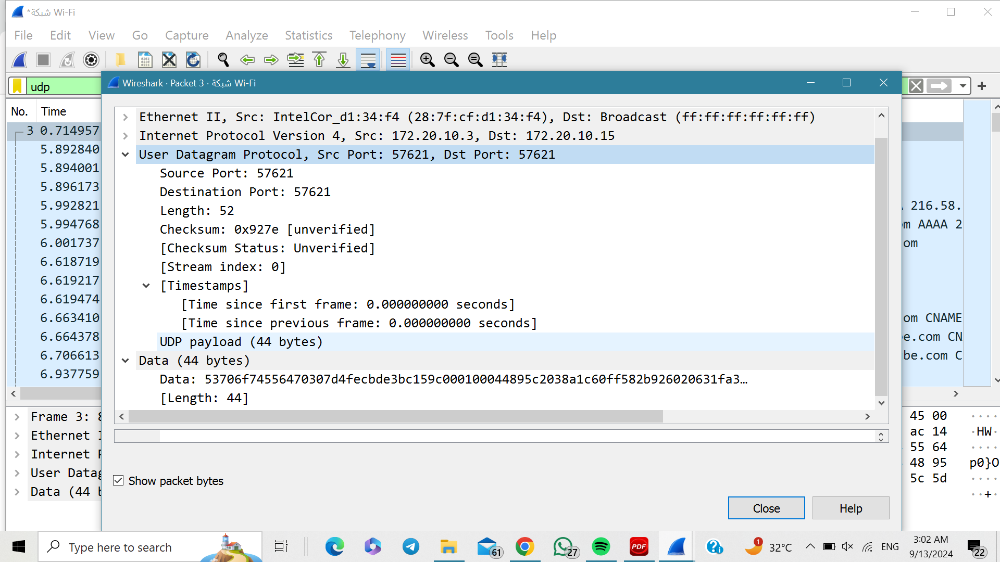 *شبكة Wi-Fi
File Edit View Go Capture Analyze Statistics Telephony Wireless Tools Help
udp
Wireshark · Packet 3 · شبكة Wi-Fi
No. Time
3 0.714957
5.892840
5.894001
5.896173
5.992821
5.994768
6.001737
6.618719
6.619217
6.619474
6.663410
6.664378
6.706613
6.937759
Ethernet II, Src: IntelCor_d1:34:f4 (28:7f:cf:d1:34:f4), Dst: Broadcast (ff:ff:ff:ff:ff:ff)
Internet Protocol Version 4, Src: 172.20.10.3, Dst: 172.20.10.15
User Datagram Protocol, Src Port: 57621, Dst Port: 57621
Source Port: 57621
Destination Port: 57621
Length: 52
Checksum: 0x927e [unverified]
[Checksum Status: Unverified]
[Stream index: 0]
[Timestamps]
[Time since first frame: 0.000000000 seconds]
[Time since previous frame: 0.000000000 seconds]
UDP payload (44 bytes)
Data (44 bytes)
Data: 53706f74556470307d4fecbde3bc159c000100044895c2038a1c60ff582b926020631fa3…
[Length: 44]
216.58.
AAAA 2
om
om CNAME
e.com CN
be.com C
Frame 3:
Ethernet
Internet
User Datag
Data (44
45 00 ····
ac 14 ·HW·
55 64 ····
48 95 p0}O
5c 5d ····
··+·
Show packet bytes
Close Help
Type here to search
61
27
PDF
1
32°C
ENG
3:02 AM
9/13/2024
22